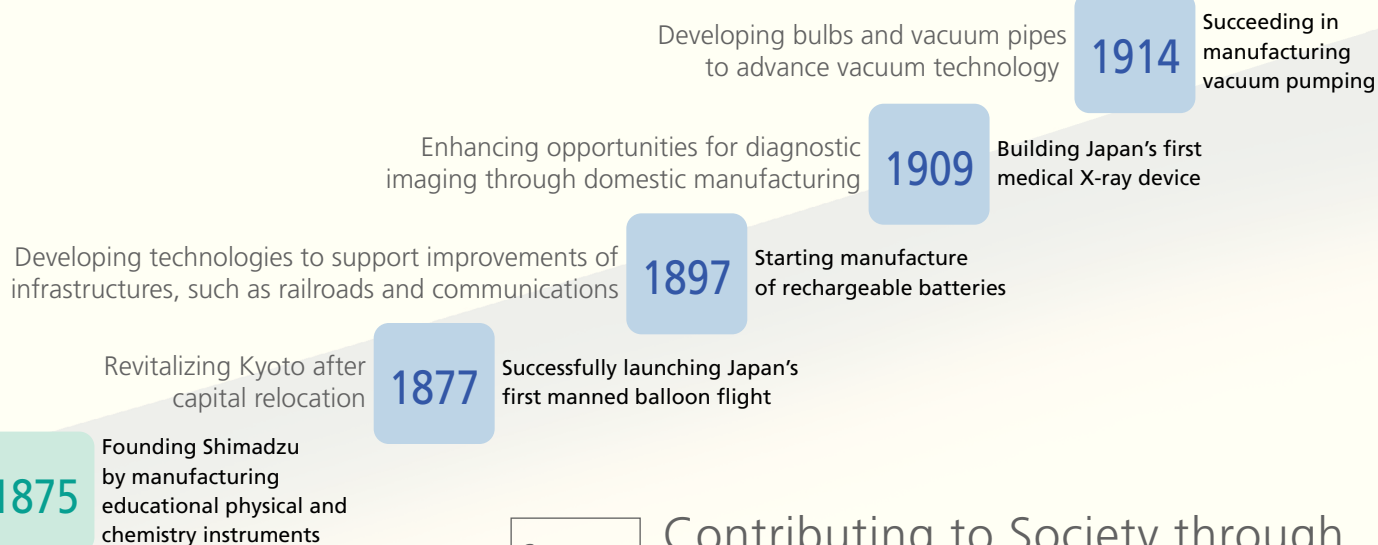 Developing bulbs and vacuum pipes
to advance vacuum technology
1914
Succeeding in
manufacturing
vacuum pumping
Enhancing opportunities for diagnostic
imaging through domestic manufacturing
1909
Building Japan's first
medical X-ray device
Developing technologies to support improvements of
infrastructures, such as railroads and communications
1897
Starting manufacture
of rechargeable batteries
Revitalizing Kyoto after
capital relocation
1877
Successfully launching Japan's
first manned balloon flight
1875
Founding Shimadzu
by manufacturing
educational physical and
chemistry instruments
Contributing to Society through